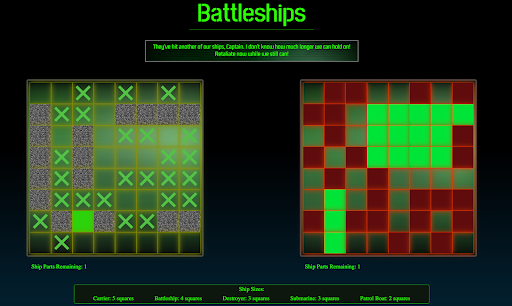 Battleships
They've hit another of our ships, Captain. I don't know how much longer we can hold on!
Retaliate now while we still can!
Ship Parts Remaining: 1
Ship Parts Remaining: 1
Ship Sizes:
Carrier: 5 squares Battleship: 4 squares Destroyer: 3 squares Submarine: 3 squares Patrol Boat: 2 squares